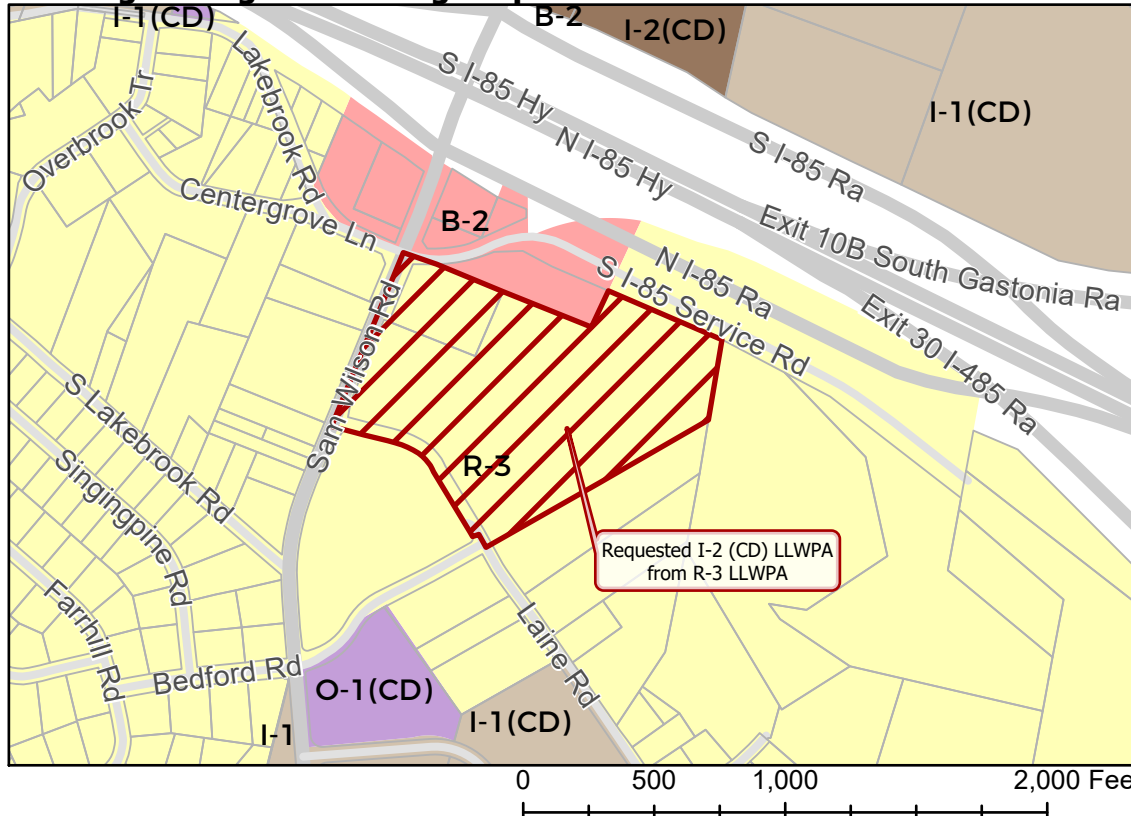 I-1(CD)
B-2
I-2(CD)
I-1(CD)
Lakebrook Rd
Overbrook Tr
S I-85 Hy
N I-85 Hy
S I-85 Ra
Centergrove Ln
B-2
Exit 10B South Gastonia Ra
N I-85 Ra
S I-85 Service Rd
Exit 30 I-485 Ra
Sam Wilson Rd
S Lakebrook Rd
R-3
Singingpine Rd
Requested I-2 (CD) LLWPA
from R-3 LLWPA
Farrhill Rd
Laine Rd
Bedford Rd
O-1(CD)
I-1(CD)
I-1
0 500 1,000 2,000 Fee